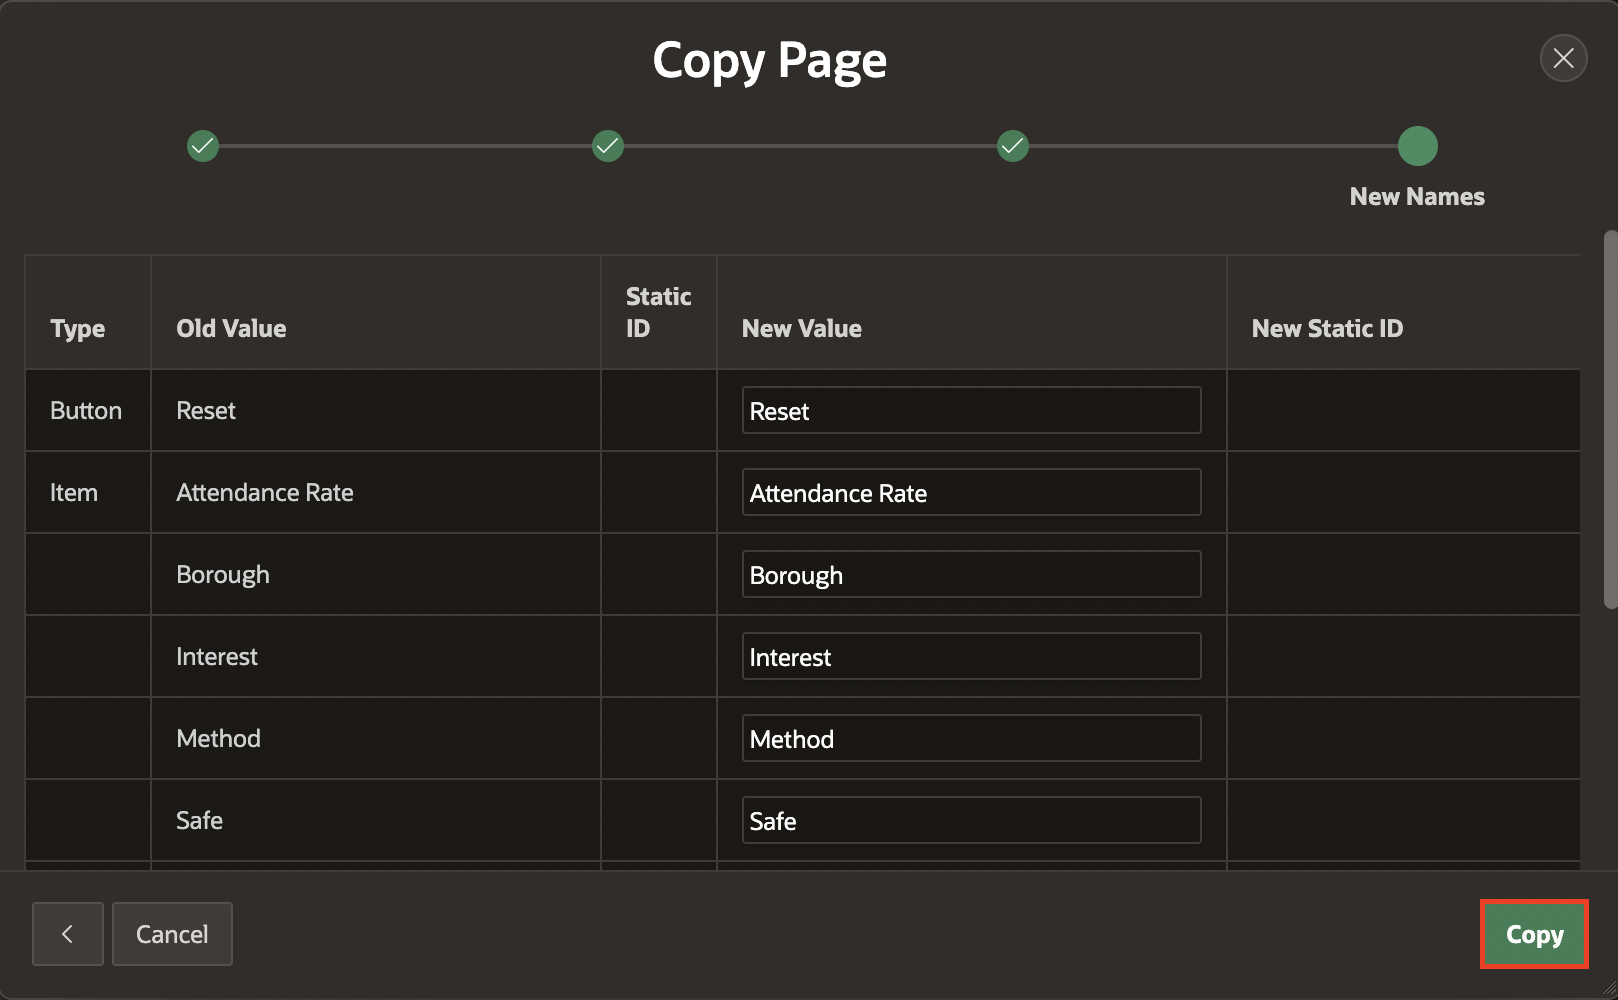 Copy Page
New Names
Type Old Value Static ID New Value New Static ID
Button Reset Reset
Item Attendance Rate Attendance Rate
Borough Borough
Interest Interest
Method Method
Safe Safe
Cancel Copy